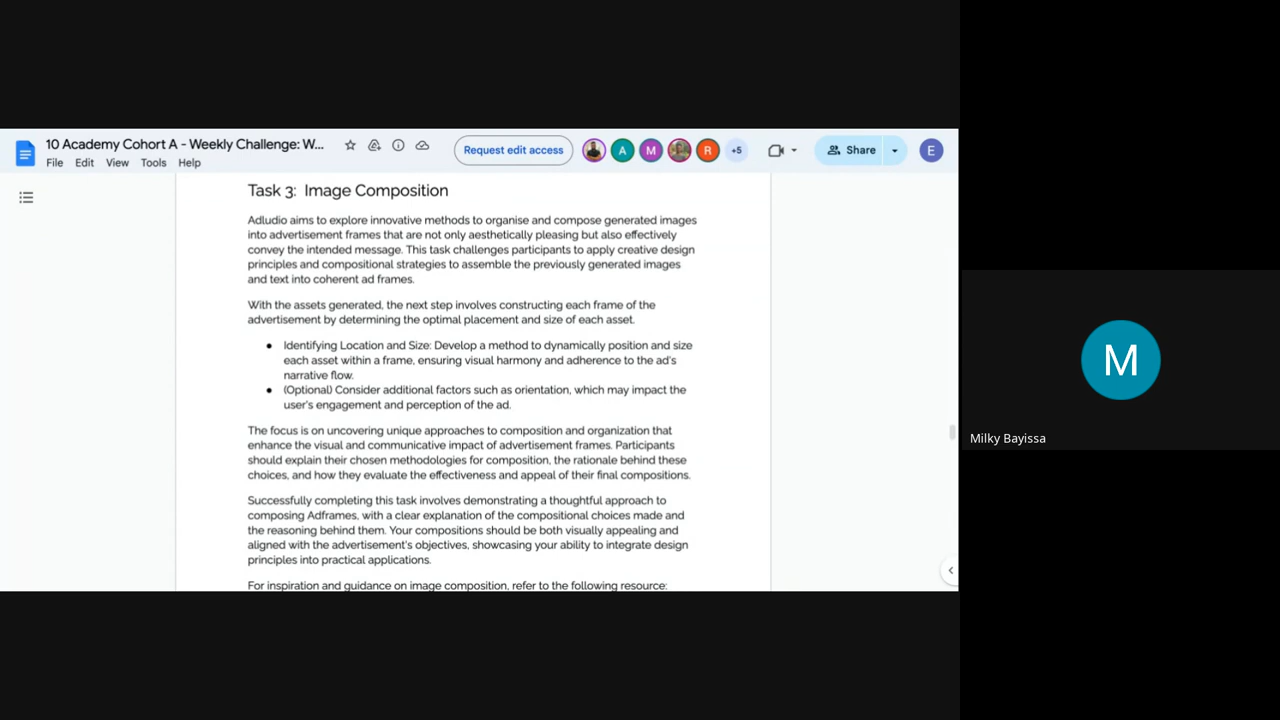 10 Academy Cohort A - Weekly Challenge: W...
File Edit View Tools Help
Request edit access
A
M
R
+5
Share
E
Task 3: Image Composition
Adludio aims to explore innovative methods to organise and compose generated images
into advertisement frames that are not only aesthetically pleasing but also effectively
convey the intended message. This task challenges participants to apply creative design
principles and compositional strategies to assemble the previously generated images
and text into coherent ad frames.
With the assets generated, the next step involves constructing each frame of the
advertisement by determining the optimal placement and size of each asset.
● Identifying Location and Size: Develop a method to dynamically position and size
each asset within a frame, ensuring visual harmony and adherence to the ad's
narrative flow.
● (Optional) Consider additional factors such as orientation, which may impact the
user's engagement and perception of the ad.
The focus is on uncovering unique approaches to composition and organization that
enhance the visual and communicative impact of advertisement frames. Participants
should explain their chosen methodologies for composition, the rationale behind these
choices, and how they evaluate the effectiveness and appeal of their final compositions.
Successfully completing this task involves demonstrating a thoughtful approach to
composing Adframes, with a clear explanation of the compositional choices made and
the reasoning behind them. Your compositions should be both visually appealing and
aligned with the advertisement's objectives, showcasing your ability to integrate design
principles into practical applications.
For inspiration and guidance on image composition, refer to the following resource:
M
Milky Bayissa